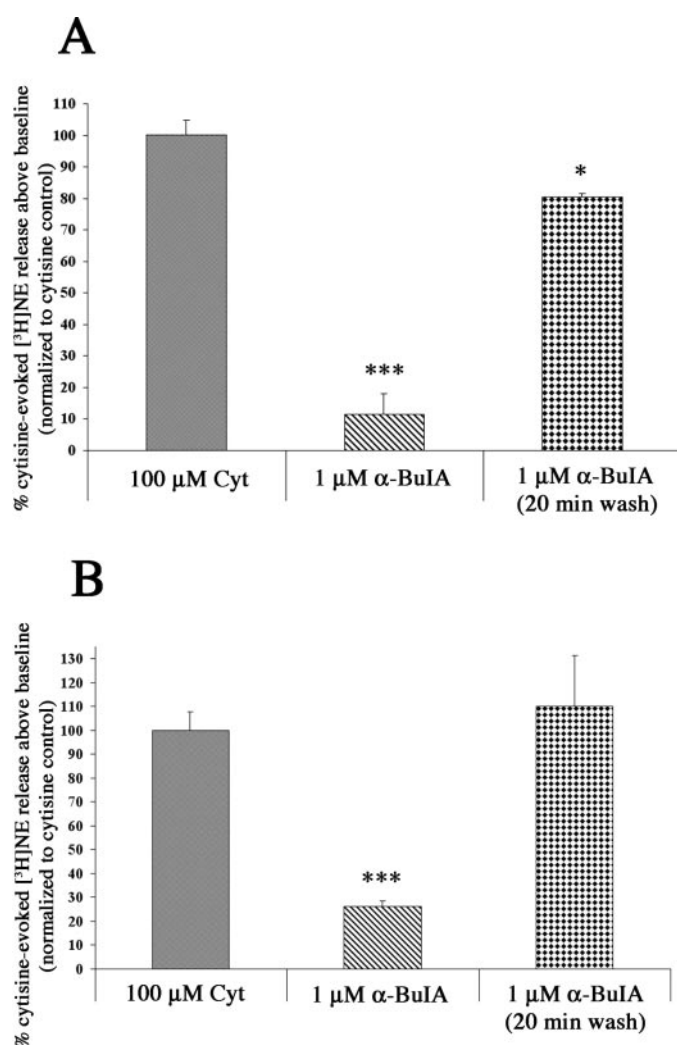 A
% cytisine-evoked [³H]NE release above baseline
(normalized to cytisine control)
110
100
90
80
70
60
50
40
30
20
10
0
***
*
100 µM Cyt
1 µM α-BuIA
1 µM α-BuIA
(20 min wash)
B
% cytisine-evoked [³H]NE release above baseline
(normalized to cytisine control)
130
120
110
100
90
80
70
60
50
40
30
20
10
0
***
100 µM Cyt
1 µM α-BuIA
1 µM α-BuIA
(20 min wash)